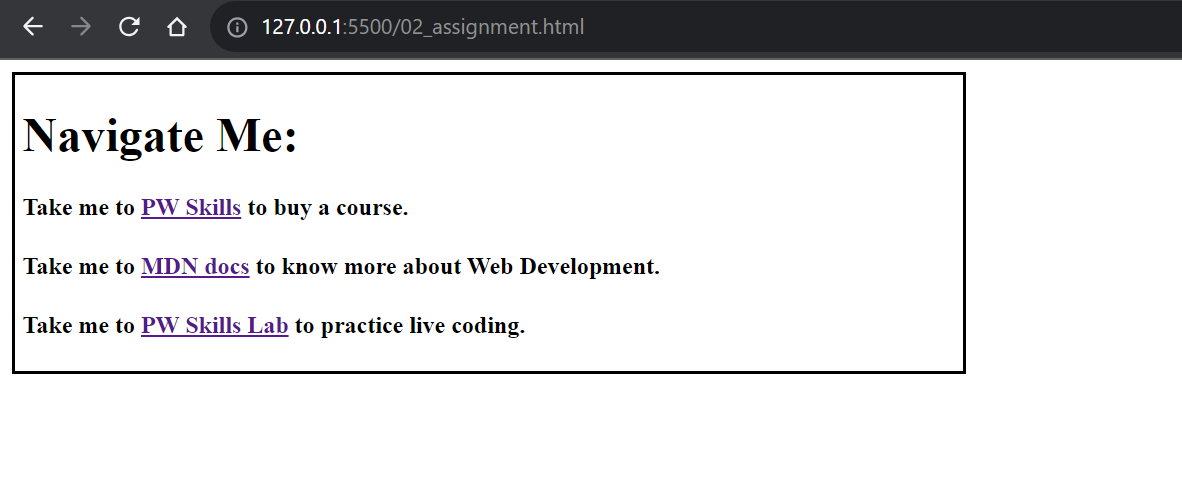 127.0.0.1:5500/02_assignment.html
Navigate Me:
Take me to PW Skills to buy a course.
Take me to MDN docs to know more about Web Development.
Take me to PW Skills Lab to practice live coding.